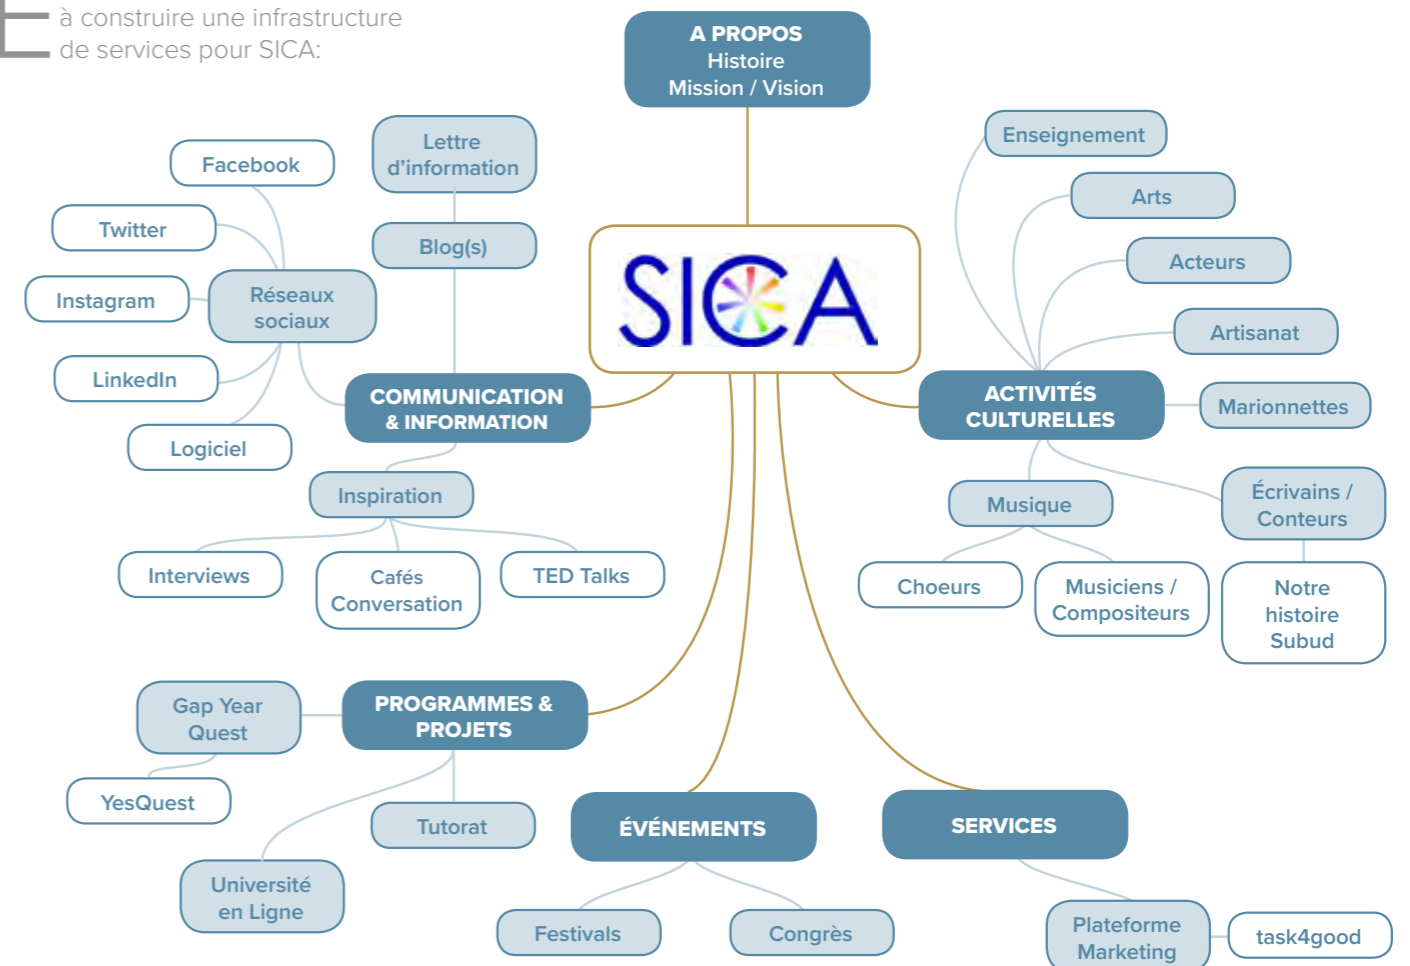 à construire une infrastructure
de services pour SICA:
A PROPOS
Histoire
Mission / Vision
Lettre
d'information
Blog(s)
Facebook
Twitter
Instagram
LinkedIn
Logiciel
Réseaux
sociaux
SICA
COMMUNICATION
& INFORMATION
Inspiration
Interviews
Cafés
Conversation
TED Talks
Enseignement
Arts
Acteurs
Artisanat
Marionnettes
ACTIVITÉS
CULTURELLES
Musique
Choeurs
Musiciens /
Compositeurs
Écrivains /
Conteurs
Notre
histoire
Subud
PROGRAMMES &
PROJETS
Gap Year
Quest
YesQuest
Tutorat
Université
en Ligne
ÉVÉNEMENTS
Festivals
Congrès
SERVICES
Plateforme
Marketing
task4good